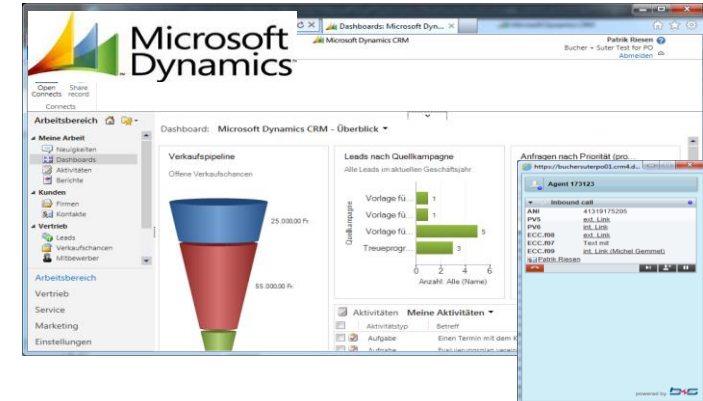 Microsoft
Dynamics
Dashboards: Microsoft Dyn... ×
Microsoft Dynamics CRM
Patrik Riesen
Bucher + Suter Test for PO
Abmelden
Open Connects
Share record
Connects
Arbeitsbereich
Dashboard: Microsoft Dynamics CRM - Überblick
Meine Arbeit
Neuigkeiten
Dashboards
Aktivitäten
Berichte
Kunden
Firmen
Kontakte
Vertrieb
Leads
Verkaufschancen
Mitbewerber
Arbeitsbereich
Vertrieb
Service
Marketing
Einstellungen
Verkaufspipeline
Offene Verkaufschancen
25.000,00 Fr.
55.000,00 Fr.
Leads nach Quellkampagne
Alle Leads im aktuellen Geschäftsjahr
Quellkampagne
Vorlage fü... 1
Vorlage fü... 1
Vorlage fü... 5
Treueprogr... 3
0 2 4 6
Anzahl: Alle (Name)
Anfragen nach Priorität (pro...
Aktivitäten Meine Aktivitäten
Aktivitätstyp Betreff
Aufgabe Einen Termin mit dem K
Aufgabe
https://buchersuterpo01.crm4.d...
Agent 173123
Inbound call
ANI 41319175205
PV5 ext. Link
PV6 int. Link
ECC.f08 ext. Link
ECC.f07 Text mit
ECC.f09 int. Link (Michel Gemmet)
Patrik Riesen
powered by b+s